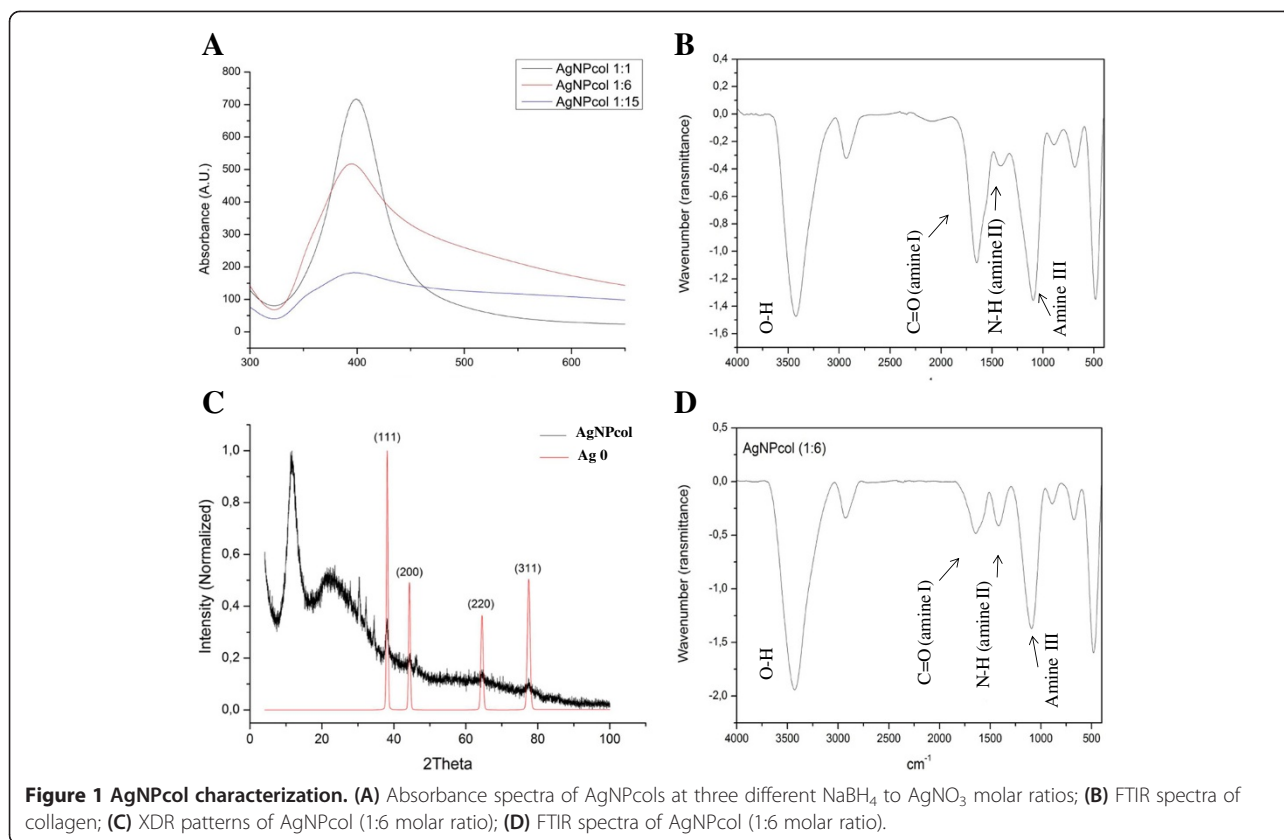 A
Absorbance (A.U.)
800
700
600
500
400
300
200
100
0
300 400 500 600
AgNPcol 1:1
AgNPcol 1:6
AgNPcol 1:15
B
Wavenumber (ransmittance)
0,4
0,2
0,0
-0,2
-0,4
-0,6
-0,8
-1,0
-1,2
-1,4
-1,6
O-H
C=O (amine I)
N-H (amine II)
Amine III
4000 3500 3000 2500 2000 1500 1000 500
C
Intensity (Normalized)
1,0
0,8
0,6
0,4
0,2
0,0
(111)
(200)
(220)
(311)
AgNPcol
Ag 0
0 20 40 60 80 100
2Theta
D
AgNPcol (1:6)
Wavenumber (ransmittance)
0,5
0,0
-0,5
-1,0
-1,5
-2,0
O-H
C=O (amine I)
N-H (amine II)
Amine III
4000 3500 3000 2500 2000 1500 1000 500
cm-1
Figure 1 AgNPcol characterization. (A) Absorbance spectra of AgNPcols at three different NaBH4 to AgNO3 molar ratios; (B) FTIR spectra of
collagen; (C) XDR patterns of AgNPcol (1:6 molar ratio); (D) FTIR spectra of AgNPcol (1:6 molar ratio).